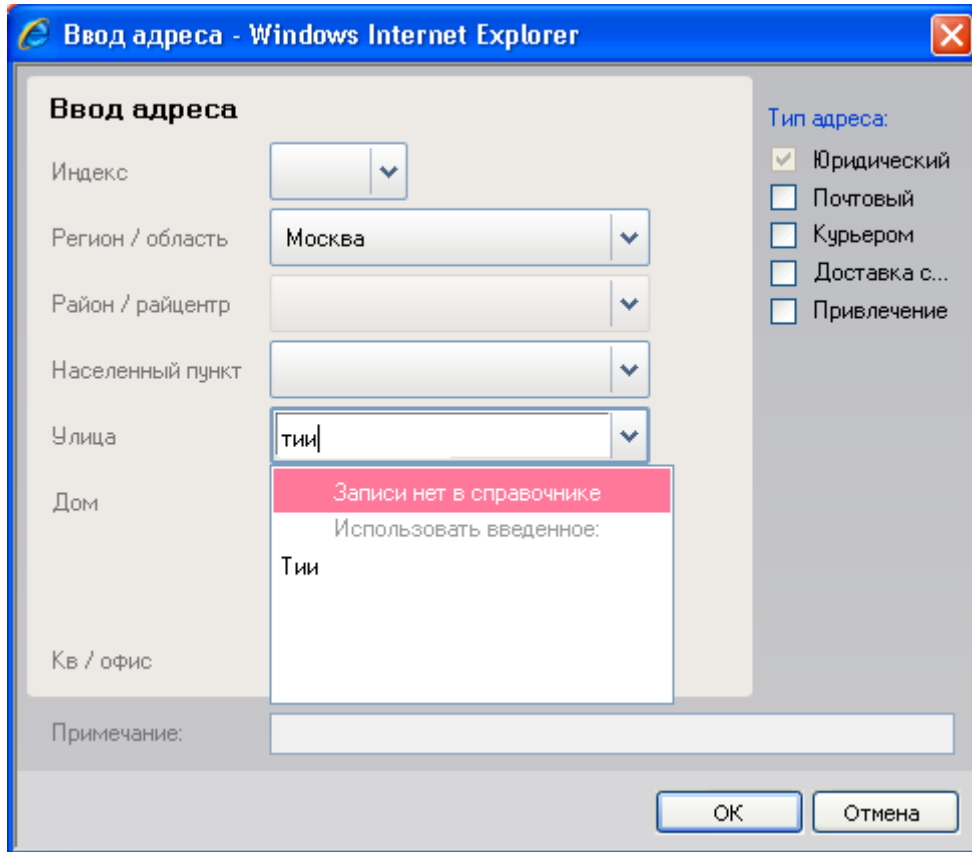 Ввод адреса - Windows Internet Explorer
Ввод адреса
Индекс
Регион / область
Москва
Район / райцентр
Населенный пункт
Улица
тии
Записи нет в справочнике
Использовать введенное:
Тии
Дом
Кв / офис
Примечание:
Тип адреса:
Юридический
Почтовый
Курьером
Доставка с...
Привлечение
OK
Отмена